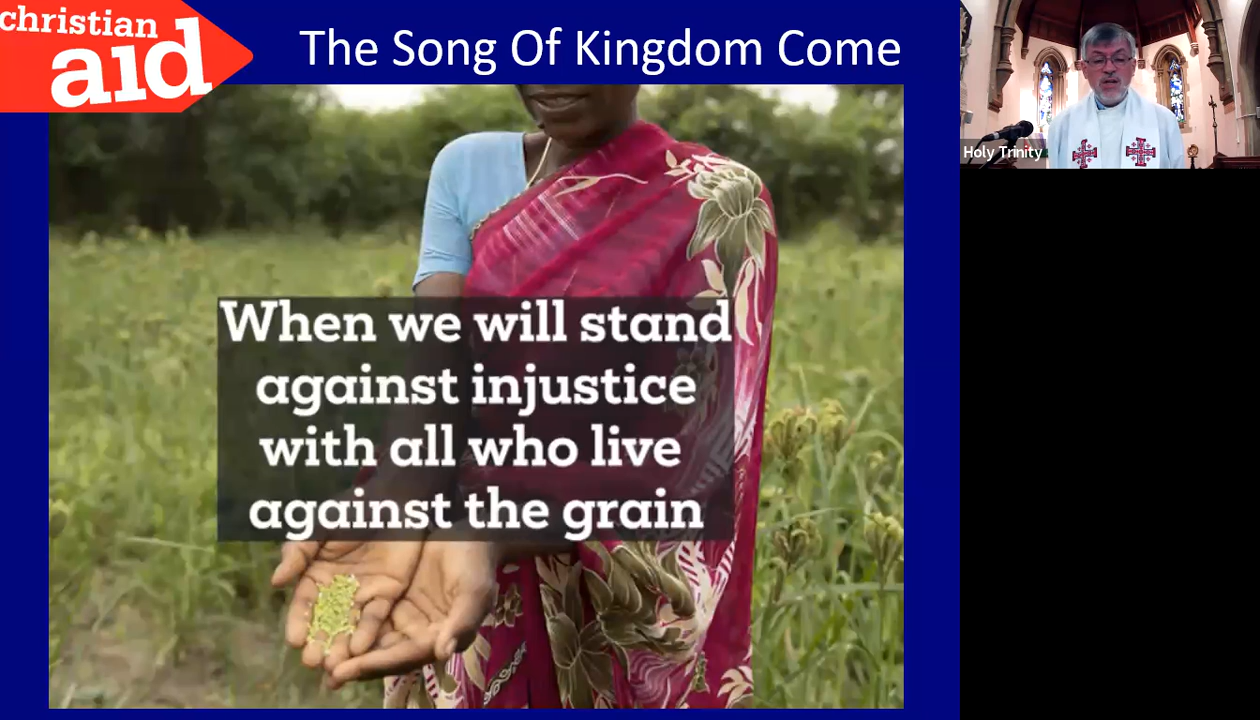 christian
aid
The Song Of Kingdom Come
When we will stand
against injustice
with all who live
against the grain
Holy Trinity